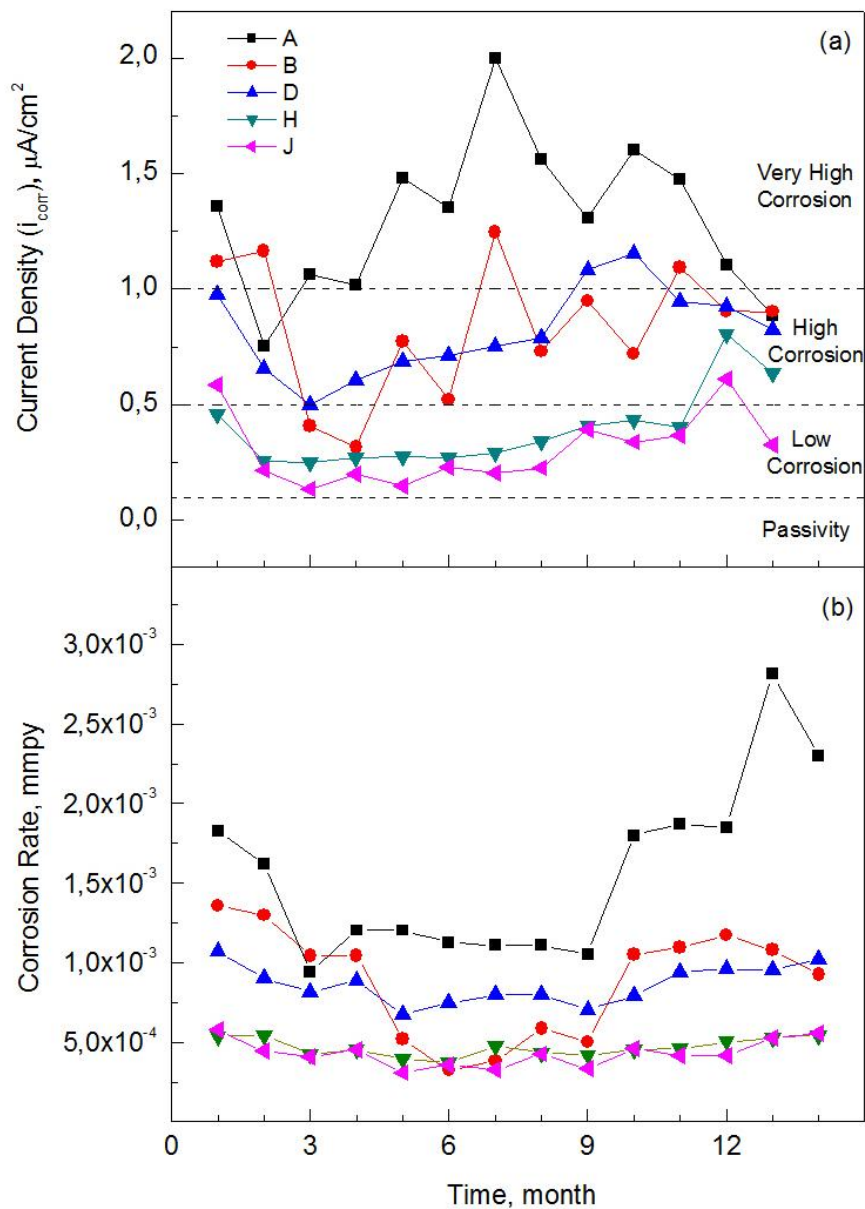 (a)
A
B
D
H
J
2,0
1,5
1,0
0,5
0,0
Current Density (i_corr), µA/cm²
Very High
Corrosion
High
Corrosion
Low
Corrosion
Passivity
(b)
3,0x10⁻³
2,5x10⁻³
2,0x10⁻³
1,5x10⁻³
1,0x10⁻³
5,0x10⁻⁴
Corrosion Rate, mmpy
0 3 6 9 12
Time, month